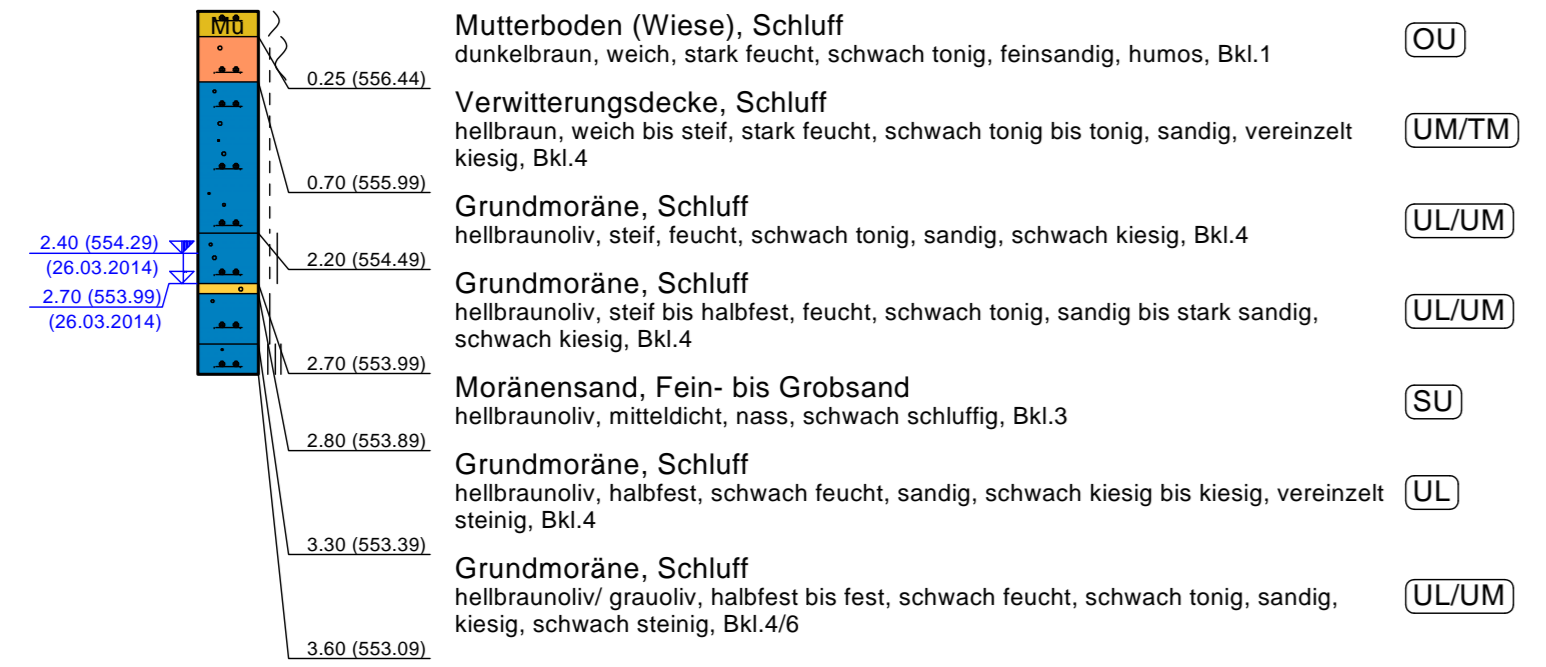 Mu
Mutterboden (Wiese), Schluff
dunkelbraun, weich, stark feucht, schwach tonig, feinsandig, humos, Bkl.1
OU
0.25 (556.44)
Verwitterungsdecke, Schluff
hellbraun, weich bis steif, stark feucht, schwach tonig bis tonig, sandig, vereinzelt
kiesig, Bkl.4
UM/TM
0.70 (555.99)
Grundmoräne, Schluff
hellbraunoliv, steif, feucht, schwach tonig, sandig, schwach kiesig, Bkl.4
UL/UM
2.20 (554.49)
2.40 (554.29)
(26.03.2014)
Grundmoräne, Schluff
hellbraunoliv, steif bis halbfest, feucht, schwach tonig, sandig bis stark sandig,
schwach kiesig, Bkl.4
UL/UM
2.70 (553.99)
2.70 (553.99)
(26.03.2014)
Moränensand, Fein- bis Grobsand
hellbraunoliv, mitteldicht, nass, schwach schluffig, Bkl.3
SU
2.80 (553.89)
Grundmoräne, Schluff
hellbraunoliv, halbfest, schwach feucht, sandig, schwach kiesig bis kiesig, vereinzelt
steinig, Bkl.4
UL
3.30 (553.39)
Grundmoräne, Schluff
hellbraunoliv/ grauoliv, halbfest bis fest, schwach feucht, schwach tonig, sandig,
kiesig, schwach steinig, Bkl.4/6
UL/UM
3.60 (553.09)